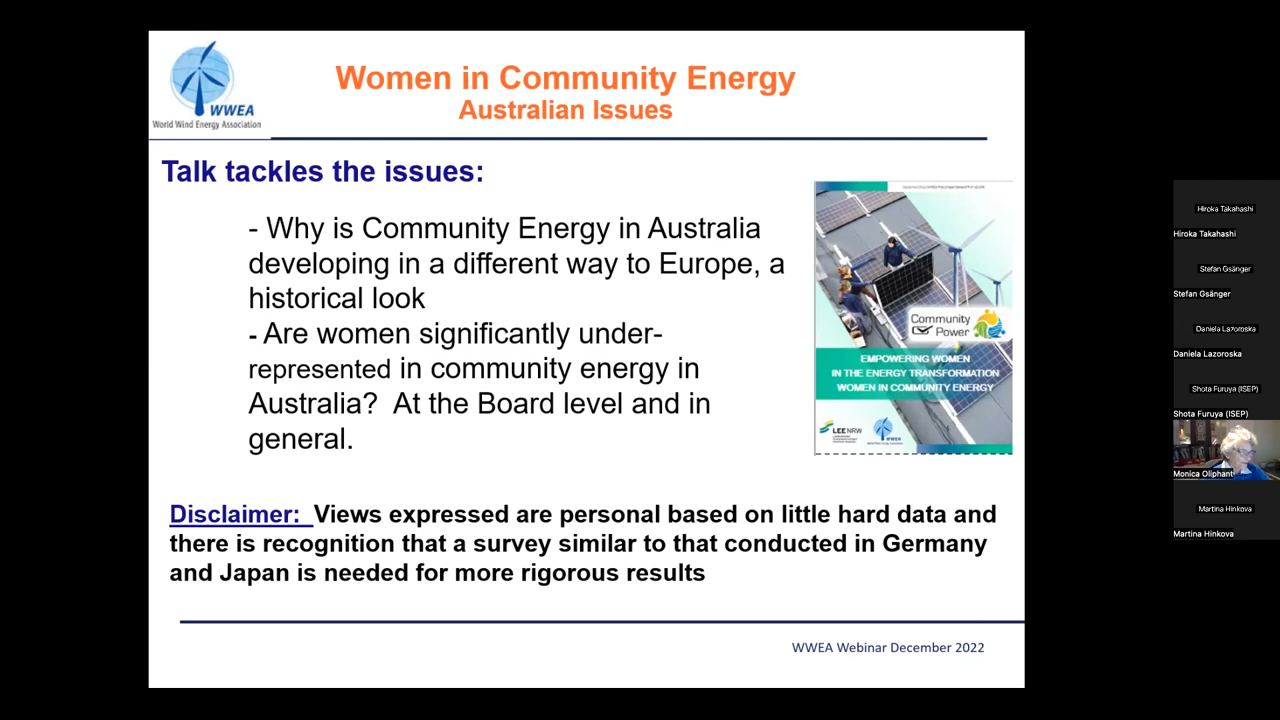 WWEA
World Wind Energy Association
Women in Community Energy
Australian Issues
Talk tackles the issues:
- Why is Community Energy in Australia
developing in a different way to Europe, a
historical look
- Are women significantly under-
represented in community energy in
Australia? At the Board level and in
general.
Community
Power
EMPOWERING WOMEN
IN THE ENERGY TRANSFORMATION
WOMEN IN COMMUNITY ENERGY
LEE NRW
WWEA
Disclaimer: Views expressed are personal based on little hard data and
there is recognition that a survey similar to that conducted in Germany
and Japan is needed for more rigorous results
WWEA Webinar December 2022
Hiroka Takahashi
Hiroka Takahashi
Stefan Gsänger
Stefan Gsänger
Daniela Lazoroska
Daniela Lazoroska
Shota Furuya (ISEP)
Shota Furuya (ISEP)
Monica Oliphant
Martina Hinkova
Martina Hinkova